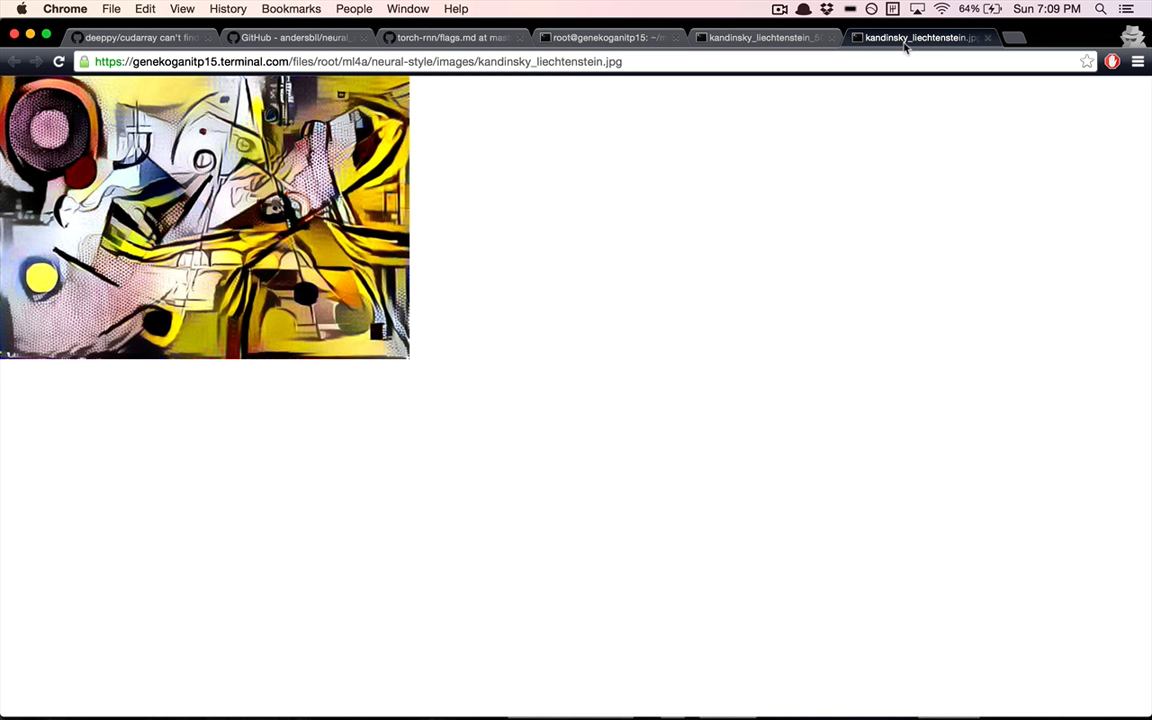 Chrome File Edit View History Bookmarks People Window Help 64% Sun 7:09 PM
deeppy/cudarray can't find GitHub - andersbll/neural_ torch-rnn/flags.md at mast root@genekoganitp15: ~/m kandinsky_liechtenstein_5 kandinsky_liechtenstein.jp
https://genekoganitp15.terminal.com/files/root/ml4a/neural-style/images/kandinsky_liechtenstein.jpg